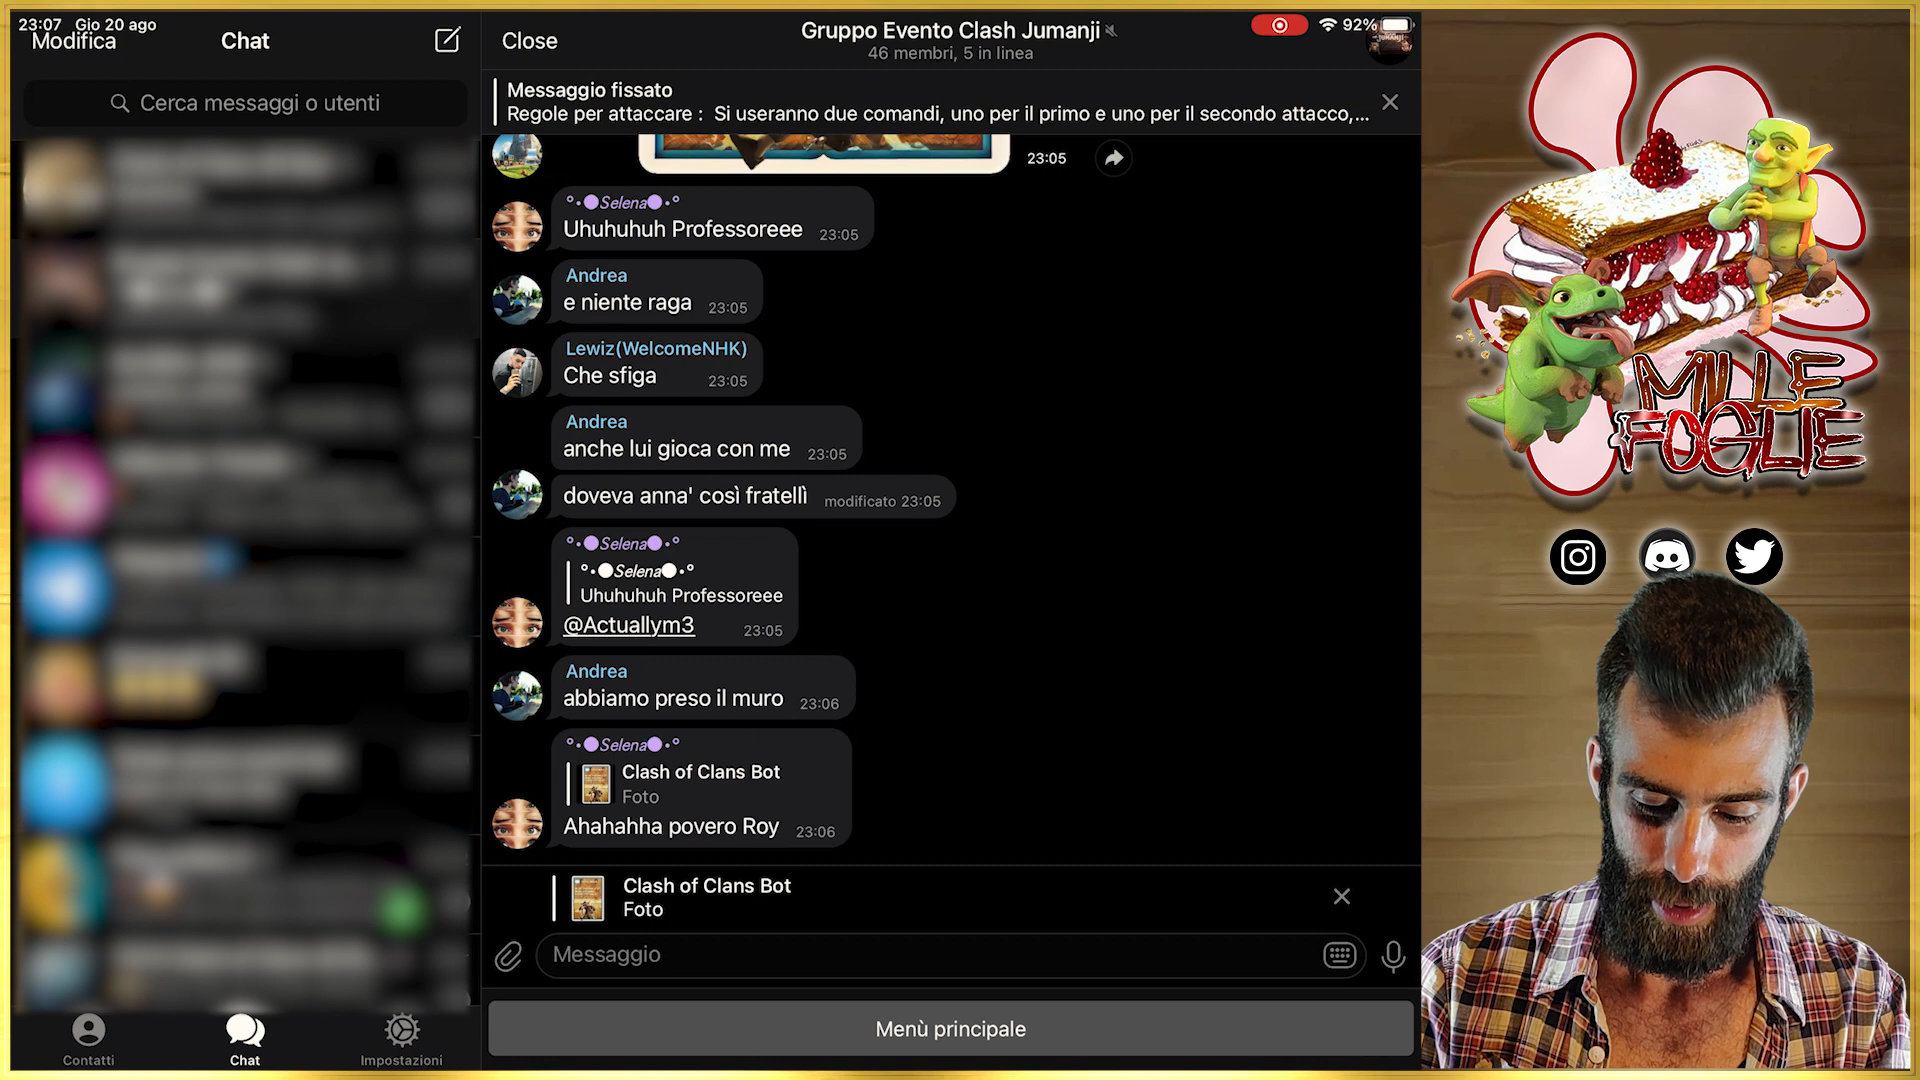 23:07 Gio 20 ago
Modifica
Chat
Cerca messaggi o utenti
Contatti
Chat
Impostazioni
Close
Gruppo Evento Clash Jumanji
46 membri, 5 in linea
92%
Messaggio fissato
Regole per attaccare : Si useranno due comandi, uno per il primo e uno per il secondo attacco,...
23:05
°•●Selena●•°
Uhuhuhuh Professoreee 23:05
Andrea
e niente raga 23:05
Lewiz(WelcomeNHK)
Che sfiga 23:05
Andrea
anche lui gioca con me 23:05
doveva anna' così fratellì modificato 23:05
°•●Selena●•°
°•●Selena●•°
Uhuhuhuh Professoreee
@Actuallym3 23:05
Andrea
abbiamo preso il muro 23:06
°•●Selena●•°
Clash of Clans Bot
Foto
Ahahahha povero Roy 23:06
Clash of Clans Bot
Foto
Messaggio
Menù principale
MILLE
FOGLIE